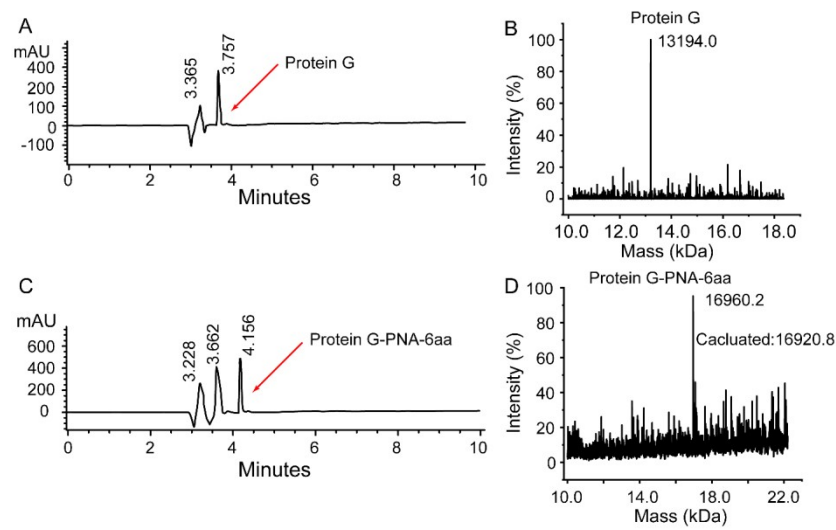 A
mAU
400
300
100
0
-100
3.365
3.757
Protein G
0
2
4
6
8
10
Minutes
B
Protein G
13194.0
100
80
60
40
20
0
Intensity (%)
10.0
12.0
14.0
16.0
18.0
Mass (kDa)
C
mAU
600
400
200
0
3.228
3.662
4.156
Protein G-PNA-6aa
0
2
4
6
8
10
Minutes
D
Protein G-PNA-6aa
16960.2
Cacluated:16920.8
100
80
60
40
20
0
Intensity (%)
10.0
14.0
18.0
22.0
Mass (kDa)